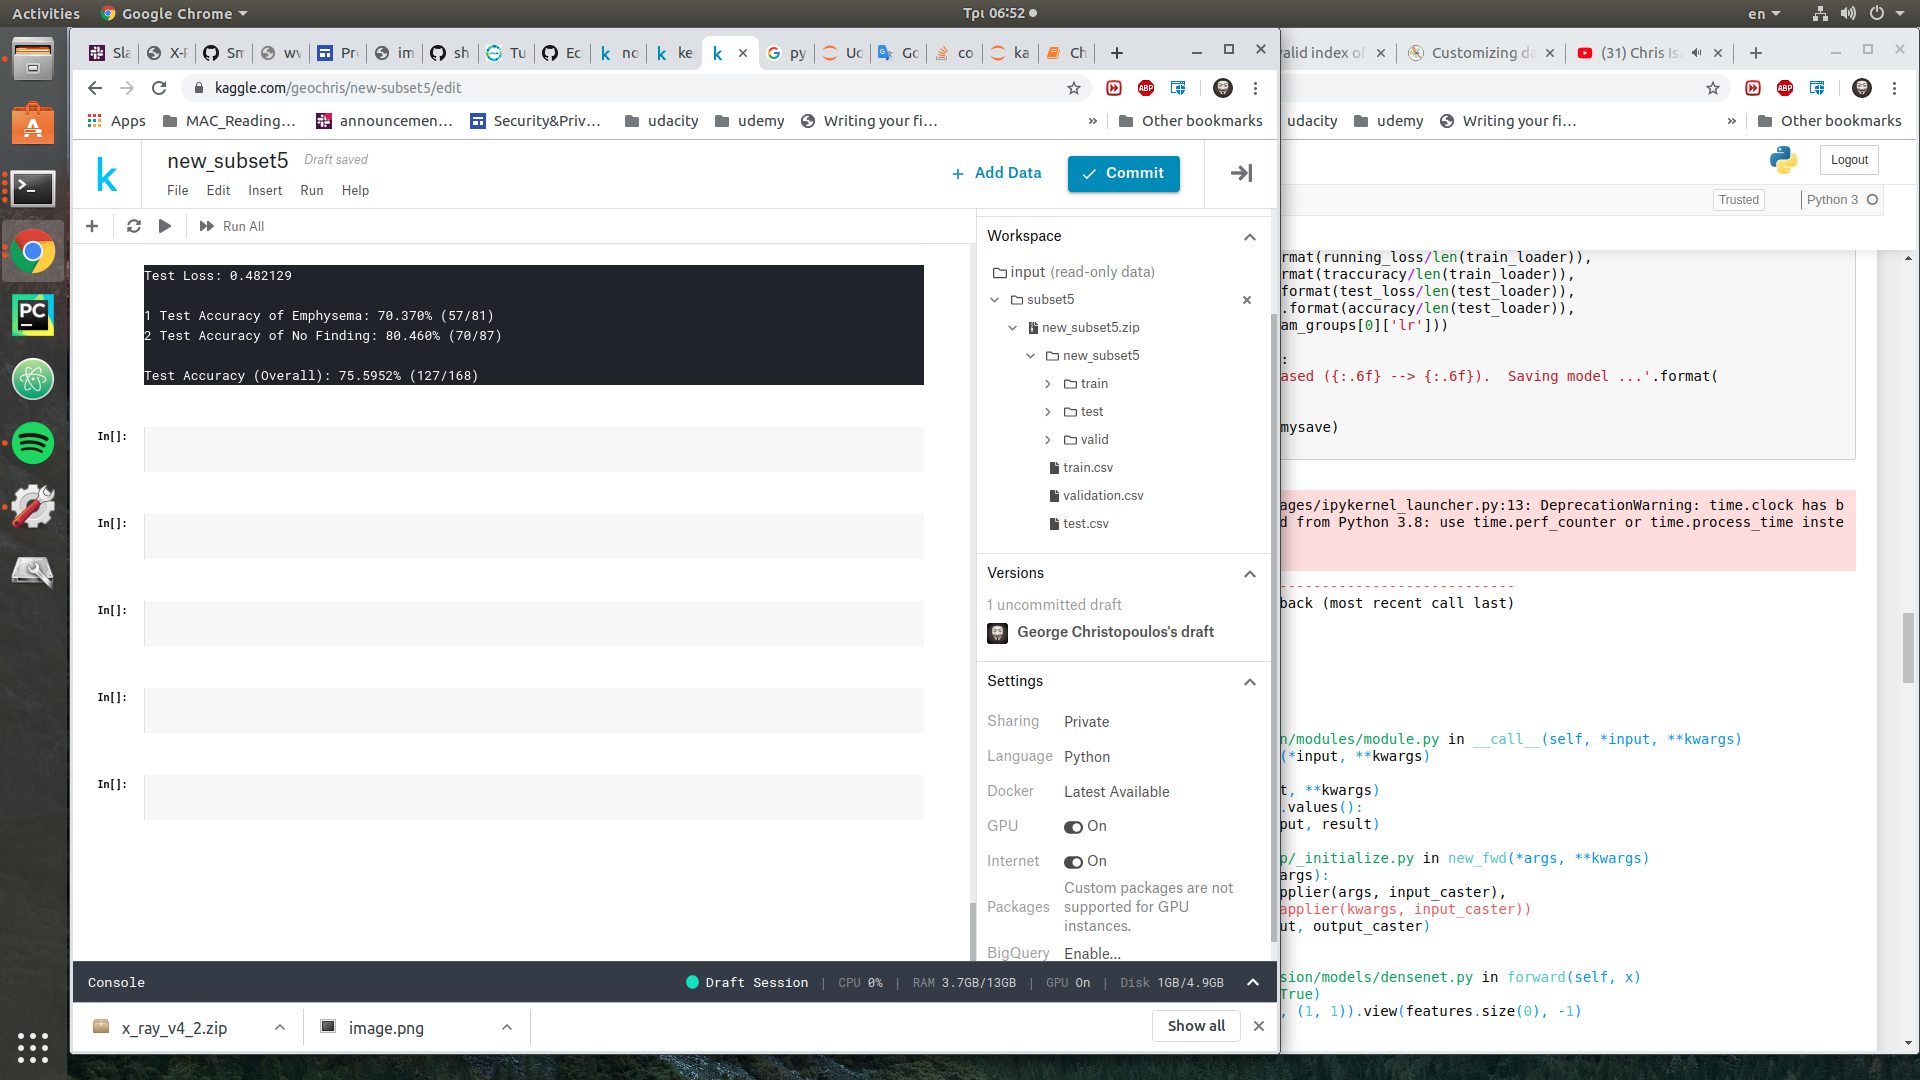 Activities
Google Chrome
Τρι 06:52
en
Sla
X-F
Sm
wv
Pr
im
sh
Tu
Ecl
no
ke
py
Ud
Go
co
ka
Ch
alid index of
Customizing da
(31) Chris Isa
kaggle.com/geochris/new-subset5/edit
ABP
ABP
Apps
MAC_Reading...
announcemen...
Security&Priv...
udacity
udemy
Writing your fi...
»
Other bookmarks
udacity
udemy
Writing your fi...
»
Other bookmarks
k
new_subset5
Draft saved
File
Edit
Insert
Run
Help
+ Add Data
Commit
Logout
Trusted
Python 3
Run All
Test Loss: 0.482129
1 Test Accuracy of Emphysema: 70.370% (57/81)
2 Test Accuracy of No Finding: 80.460% (70/87)
Test Accuracy (Overall): 75.5952% (127/168)
In[]:
In[]:
In[]:
In[]:
In[]:
Workspace
input (read-only data)
subset5
new_subset5.zip
new_subset5
train
test
valid
train.csv
validation.csv
test.csv
Versions
1 uncommitted draft
George Christopoulos's draft
Settings
Sharing Private
Language Python
Docker Latest Available
GPU On
Internet On
Packages Custom packages are not supported for GPU instances.
BigQuery Enable...
rmat(running_loss/len(train_loader)),
rmat(traccuracy/len(train_loader)),
format(test_loss/len(test_loader)),
.format(accuracy/len(test_loader)),
am_groups[0]['lr']))
:
ased ({:.6f} --> {:.6f}).  Saving model ...'.format(
mysave)
ages/ipykernel_launcher.py:13: DeprecationWarning: time.clock has b
d from Python 3.8: use time.perf_counter or time.process_time inste
----------------------------
back (most recent call last)
n/modules/module.py in __call__(self, *input, **kwargs)
(*input, **kwargs)
t, **kwargs)
.values():
put, result)
p/_initialize.py in new_fwd(*args, **kwargs)
args):
pplier(args, input_caster),
applier(kwargs, input_caster))
ut, output_caster)
sion/models/densenet.py in forward(self, x)
True)
, (1, 1)).view(features.size(0), -1)
Console
Draft Session | CPU 0% | RAM 3.7GB/13GB | GPU On | Disk 1GB/4.9GB
x_ray_v4_2.zip
image.png
Show all
PC